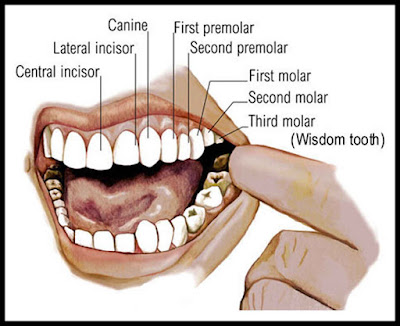 Canine
First premolar
Lateral incisor
Second premolar
Central incisor
First molar
Second molar
Third molar
(Wisdom tooth)